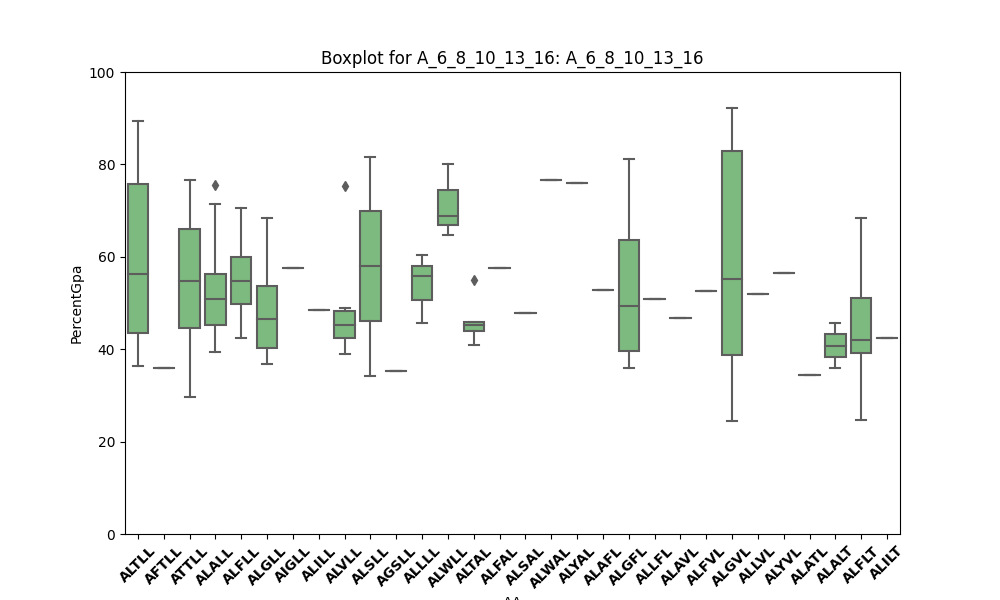 Boxplot for A_6_8_10_13_16: A_6_8_10_13_16
PercentGpa
100
80
60
40
20
0
ALTLL AFTLL ATTLL ALALL ALFLL ALGLL AIGLL ALILL ALVLL ALSLL AGSLL ALLLL ALWLL ALTAL ALFAL ALSAL ALWAL ALYAL ALAFL ALGFL ALLFL ALAVL ALFVL ALGVL ALLVL ALYVL ALATL ALALT ALFLT ALILT